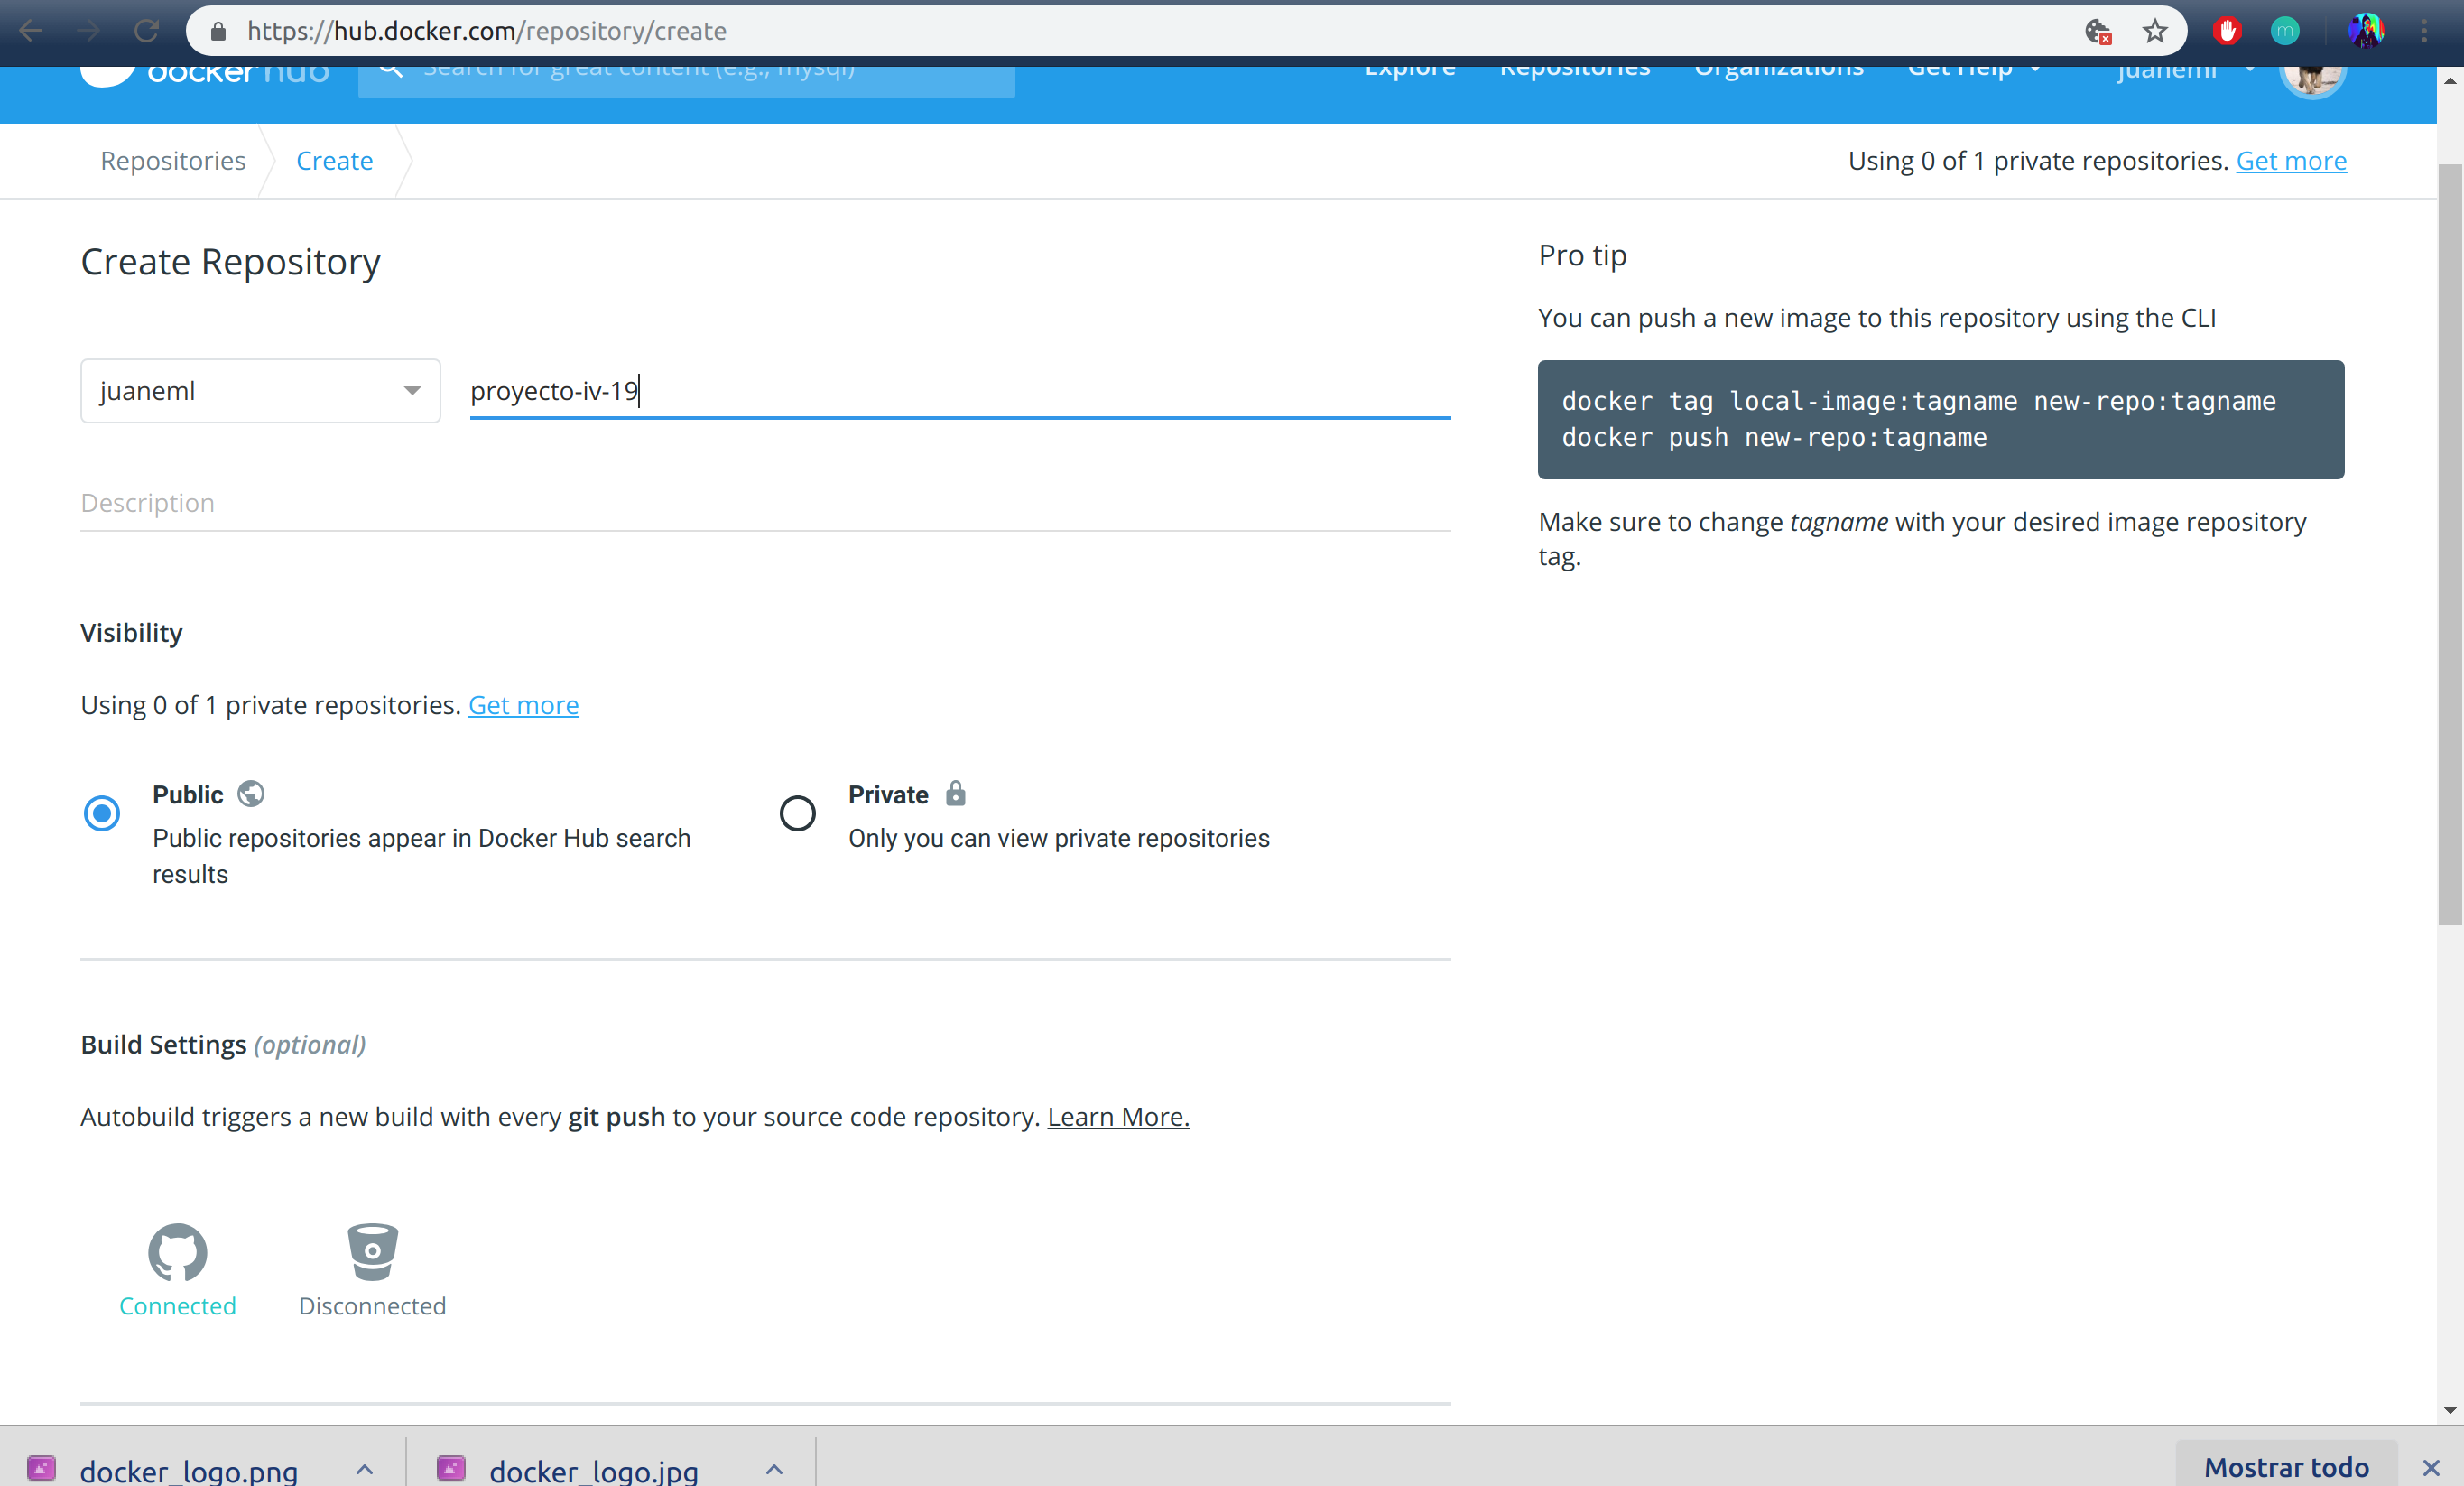 https://hub.docker.com/repository/create
docker hub
Search for great content (e.g., mysql)
Explore
Repositories
Organizations
Get Help
juaneml
m
Repositories
Create
Using 0 of 1 private repositories. Get more
Create Repository
juaneml
proyecto-iv-19
Description
Visibility
Using 0 of 1 private repositories. Get more
Public
Public repositories appear in Docker Hub search
results
Private
Only you can view private repositories
Build Settings (optional)
Autobuild triggers a new build with every git push to your source code repository. Learn More.
Connected
Disconnected
Pro tip
You can push a new image to this repository using the CLI
docker tag local-image:tagname new-repo:tagname
docker push new-repo:tagname
Make sure to change tagname with your desired image repository
tag.
docker_logo.png
docker_logo.jpg
Mostrar todo